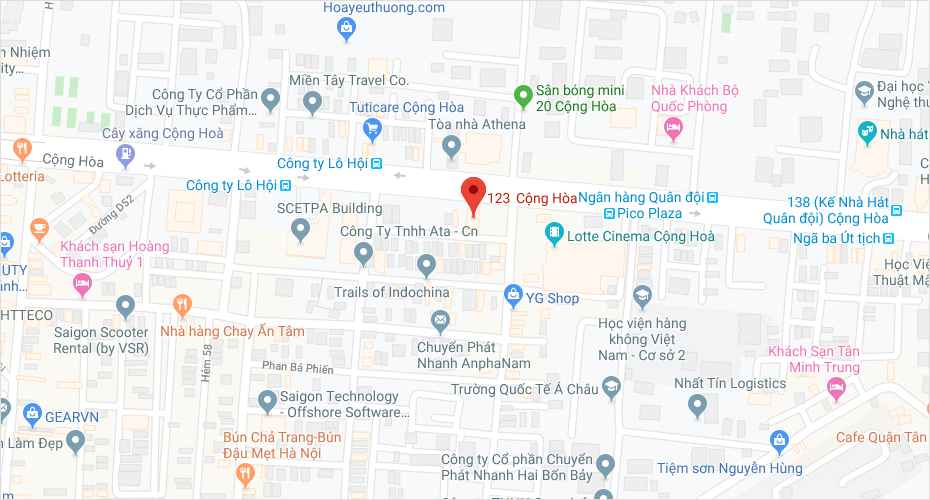 Hoayeuthuong.com
n Nhiệm
City...
Miền Tây Travel Co.
Công Ty Cổ Phần
Dịch Vụ Thực Phẩm...
Sân bóng mini
20 Cộng Hòa
Nhà Khách Bộ
Quốc Phòng
Đại học V
Nghệ thu
Tuticare Cộng Hòa
Tòa nhà Athena
Cây xăng Cộng Hoà
Nhà hát
Cộng Hòa
Công ty Lô Hội
Lotteria
Công ty Lô Hội
123 Cộng Hòa
Ngân hàng Quân đội
Pico Plaza
138 (Kế Nhà Hát
Quân đội) Cộng Hòa
Đường D52
SCETPA Building
Công Ty Tnhh Ata - Cn
Lotte Cinema Cộng Hoà
Ngã ba Út tịch
Khách sạn Hoàng
Thanh Thuỷ 1
Học Việ
Thuật Mậ
BUTY
ánh...
Trails of Indochina
YG Shop
HTTECO
Saigon Scooter
Rental (by VSR)
Nhà hàng Chay Ấn Tâm
Học viện hàng
không Việt
Nam - Cơ sở 2
Chuyển Phát
Nhanh AnphaNam
Hẻm 58
Phan Bá Phiến
Khách Sạn Tân
Minh Trung
Trường Quốc Tế Á Châu
Nhất Tín Logistics
Saigon Technology
- Offshore Software...
GEARVN
n Làm Đẹp
Bún Chả Trang-Bún
Đậu Mẹt Hà Nội
Cafe Quận Tân
Công ty Cổ phần Chuyển
Phát Nhanh Hai Bốn Bảy
Tiệm sơn Nguyễn Hùng